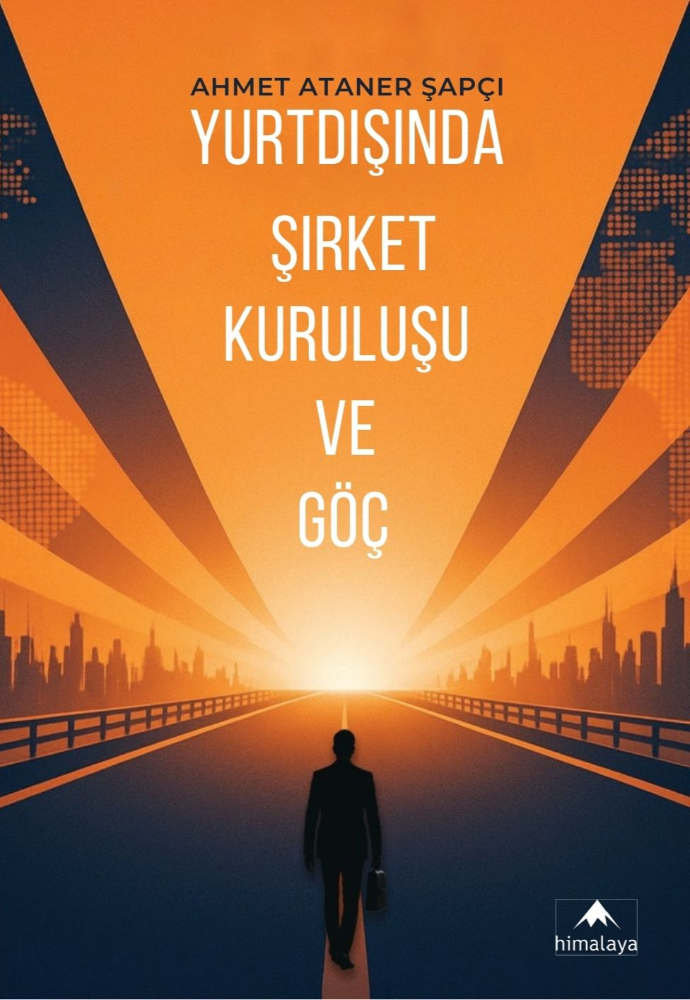 AHMET ATANER ŞAPÇI
YURTDIŞINDA
ŞIRKET
KURULUŞU
VE
GÖÇ
himalaya